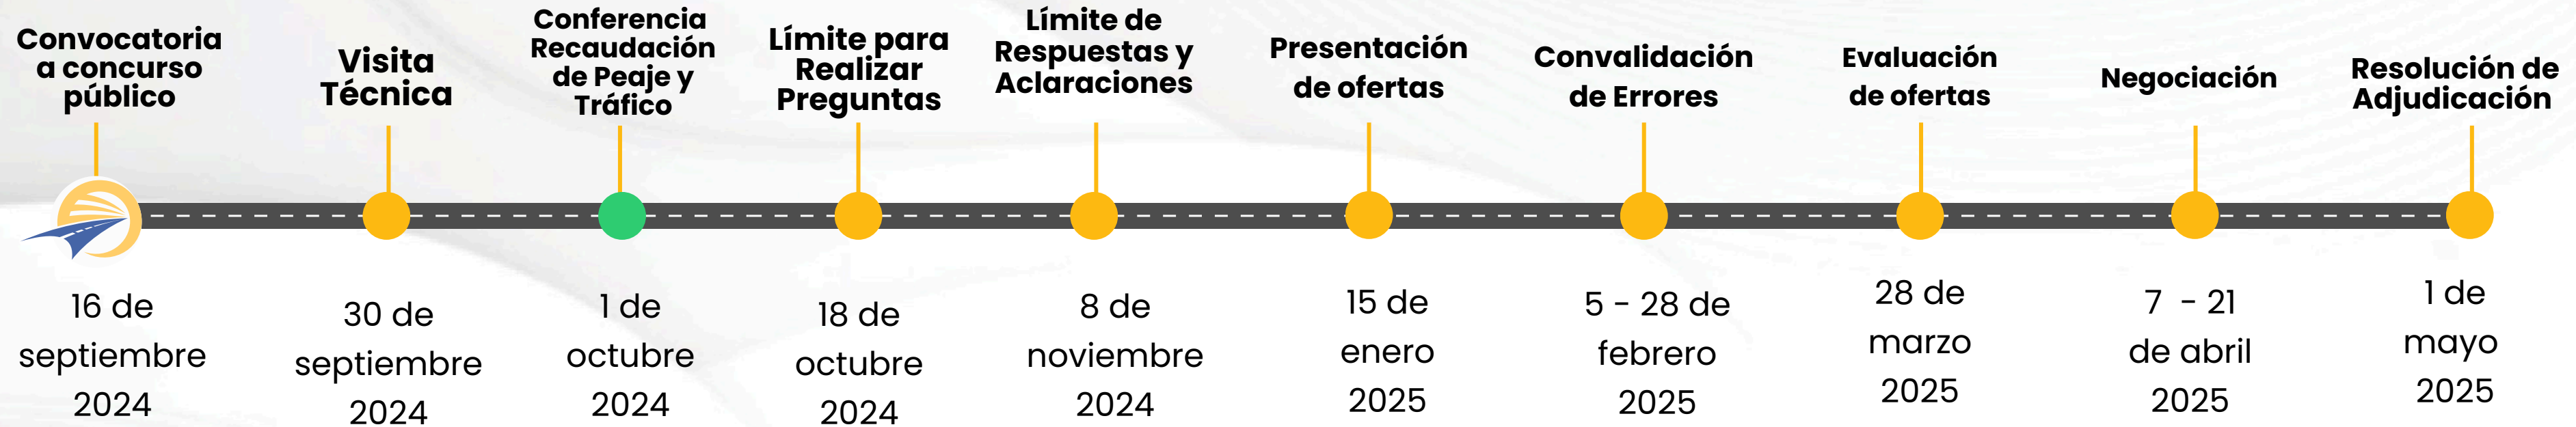 Convocatoria
a concurso
público
16 de
septiembre
2024
Visita
Técnica
30 de
septiembre
2024
Conferencia
Recaudación
de Peaje y
Tráfico
1 de
octubre
2024
Límite para
Realizar
Preguntas
18 de
octubre
2024
Límite de
Respuestas y
Aclaraciones
8 de
noviembre
2024
Presentación
de ofertas
15 de
enero
2025
Convalidación
de Errores
5 - 28 de
febrero
2025
Evaluación
de ofertas
28 de
marzo
2025
Negociación
7 - 21
de abril
2025
Resolución de
Adjudicación
1 de
mayo
2025